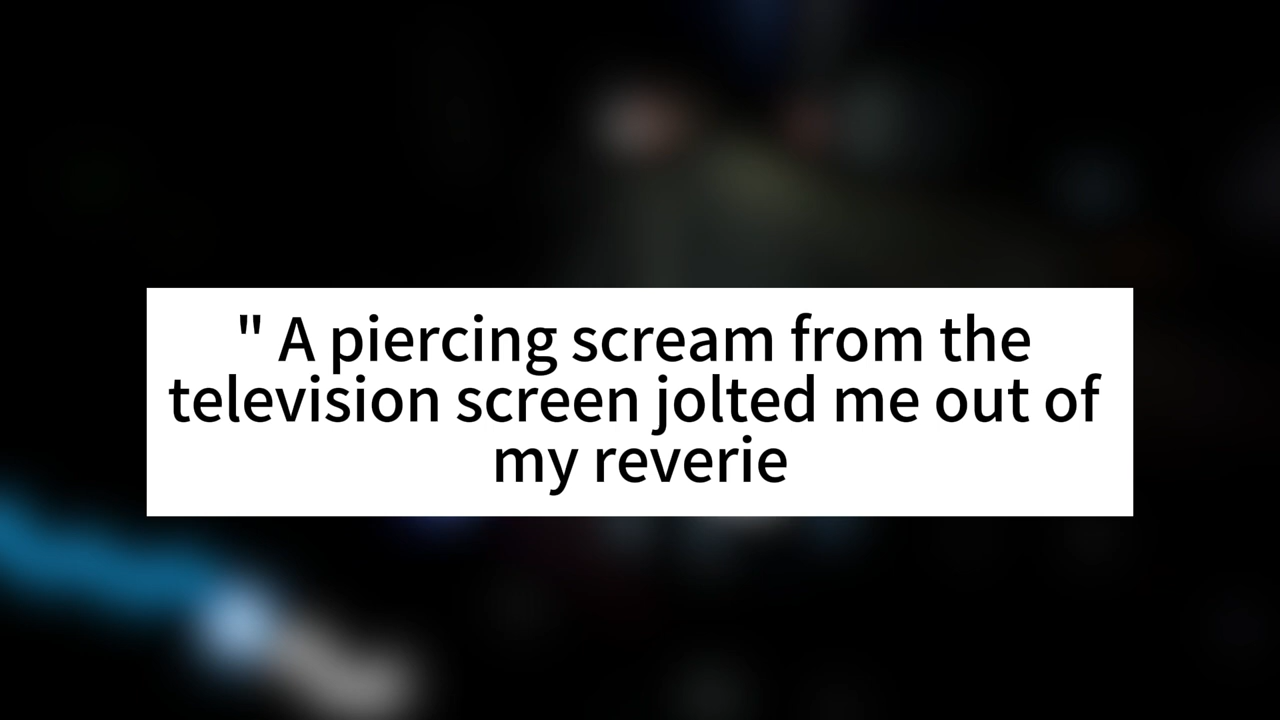 " A piercing scream from the
television screen jolted me out of
my reverie